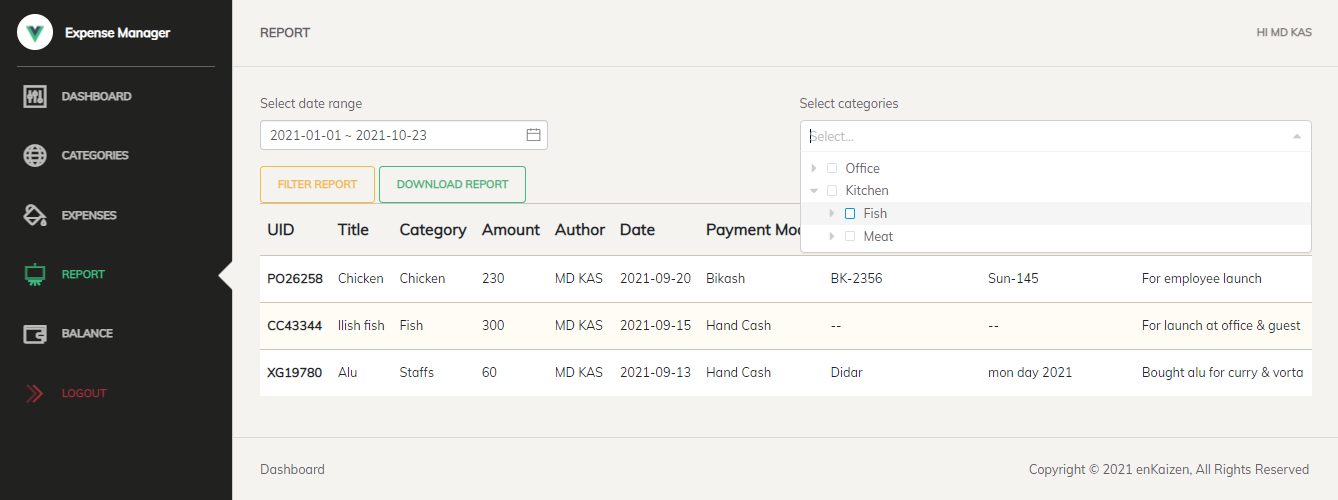 Expense Manager
REPORT
HI MD KAS
DASHBOARD
CATEGORIES
EXPENSES
REPORT
BALANCE
LOGOUT
Select date range
Select categories
2021-01-01 ~ 2021-10-23
Select...
FILTER REPORT
DOWNLOAD REPORT
Office
Kitchen
Fish
Meat
UID Title Category Amount Author Date Payment
PO26258 Chicken Chicken 230 MD KAS 2021-09-20 Bikash BK-2356 Sun-145 For employee launch
CC43344 Ilish fish Fish 300 MD KAS 2021-09-15 Hand Cash -- -- For launch at office & guest
XG19780 Alu Staffs 60 MD KAS 2021-09-13 Hand Cash Didar mon day 2021 Bought alu for curry & vorta
Dashboard
Copyright © 2021 enKaizen, All Rights Reserved